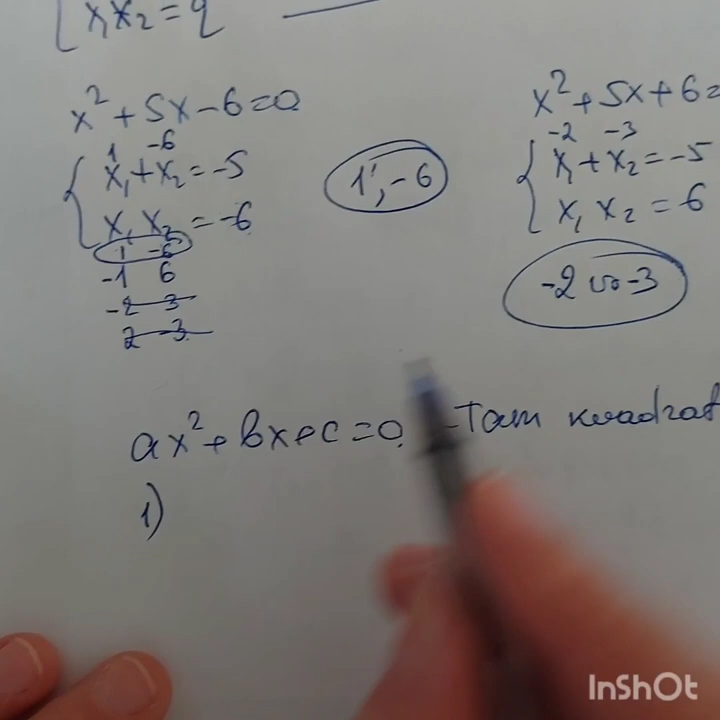 x₁x₂ = q
x² + 5x - 6 = 0
1 -6
x₁ + x₂ = -5
x₁ x₂ = -6
1 -6
-1 6
-2 3
2 -3
1; -6
x² + 5x + 6 =
-2 -3
x₁ + x₂ = -5
x₁ x₂ = 6
-2 və -3
ax² + bx + c = 0 - Tam kvadrat
1)
InShOt